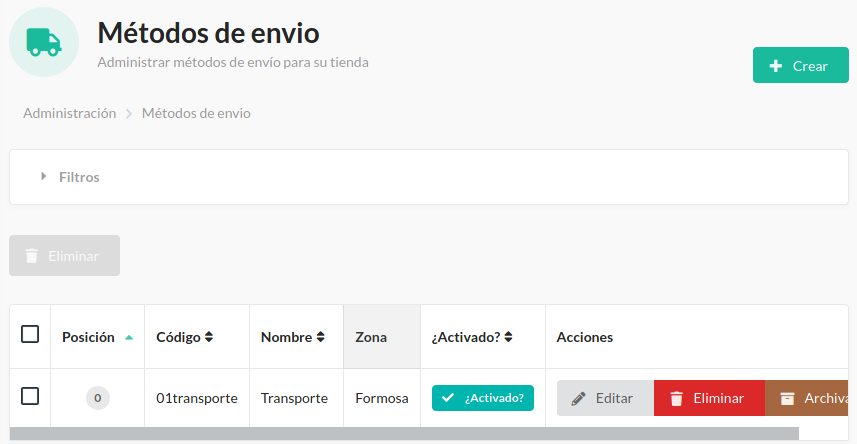 Métodos de envio
Administrar métodos de envío para su tienda
Crear
Administración > Métodos de envio
Filtros
Eliminar
Posición Código Nombre Zona ¿Activado? Acciones
0 01transporte Transporte Formosa ¿Activado? Editar Eliminar Archiva